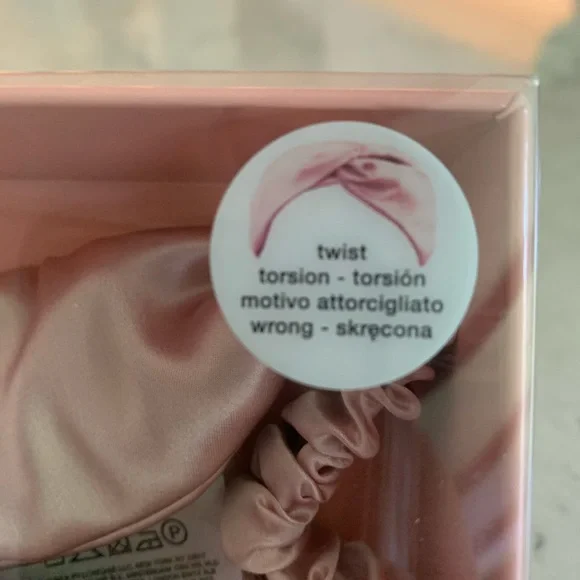 twist
torsion - torsión
motivo attorcigliato
wrong - skręcona
P